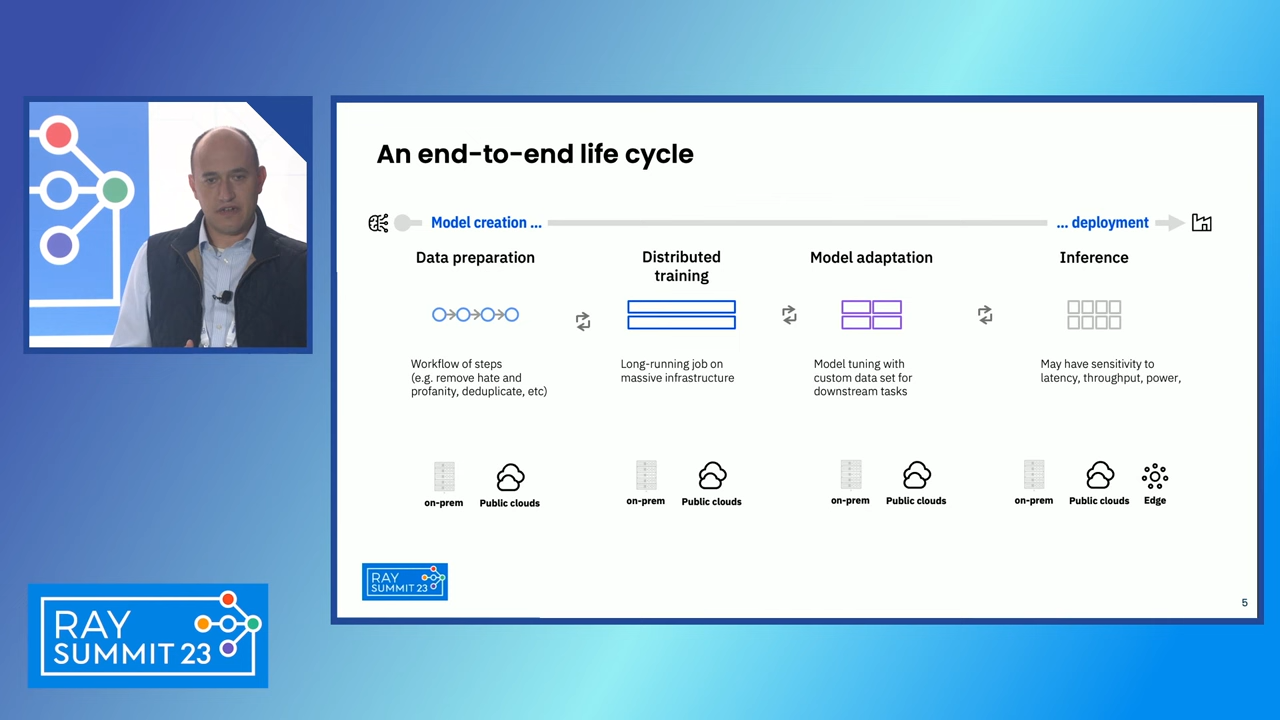 An end-to-end life cycle
Model creation ...
... deployment
Data preparation
Workflow of steps
(e.g. remove hate and
profanity, deduplicate, etc)
on-prem
Public clouds
Distributed
training
Long-running job on
massive infrastructure
on-prem
Public clouds
Model adaptation
Model tuning with
custom data set for
downstream tasks
on-prem
Public clouds
Inference
May have sensitivity to
latency, throughput, power,
on-prem
Public clouds
Edge
RAY
SUMMIT 23
5
RAY
SUMMIT 23